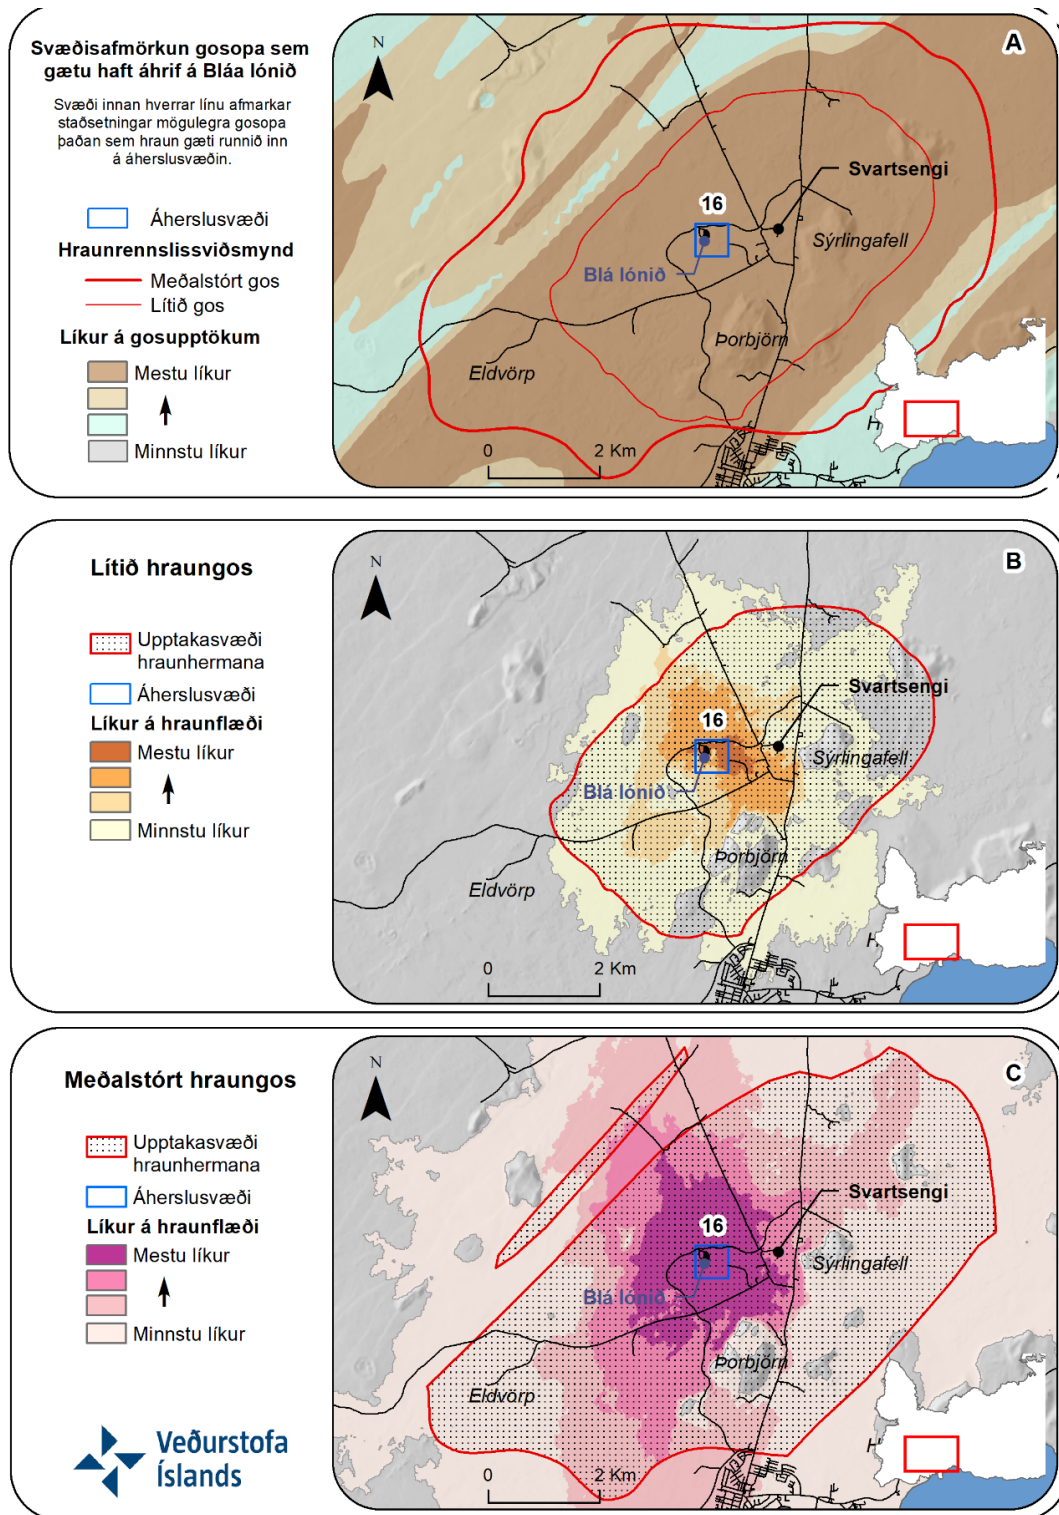 Svæðisafmörkun gosopa sem
gætu haft áhrif á Bláa lónið
Svæði innan hverrar línu afmarkar
staðsetningar mögulegra gosopa
þaðan sem hraun gæti runnið inn
á áherslusvæðin.
Áherslusvæði
Hraunrennslissviðsmynd
Meðalstórt gos
Lítið gos
Líkur á gosupptökum
Mestu líkur
Minnstu líkur
N
A
Svartsengi
16
Sýrlingafell
Blá lónið
Þorbjörn
Eldvörp
0
2 Km
H
Lítið hraungos
Upptakasvæði
hraunhermana
Áherslusvæði
Líkur á hraunflæði
Mestu líkur
Minnstu líkur
N
B
Svartsengi
16
Sýrlingafell
Blá lónið
Þorbjörn
Eldvörp
0
2 Km
H
Meðalstórt hraungos
Upptakasvæði
hraunhermana
Áherslusvæði
Líkur á hraunflæði
Mestu líkur
Minnstu líkur
Veðurstofa
Íslands
N
C
Svartsengi
16
Sýrlingafell
Blá lónið
Þorbjörn
Eldvörp
0
2 Km
H